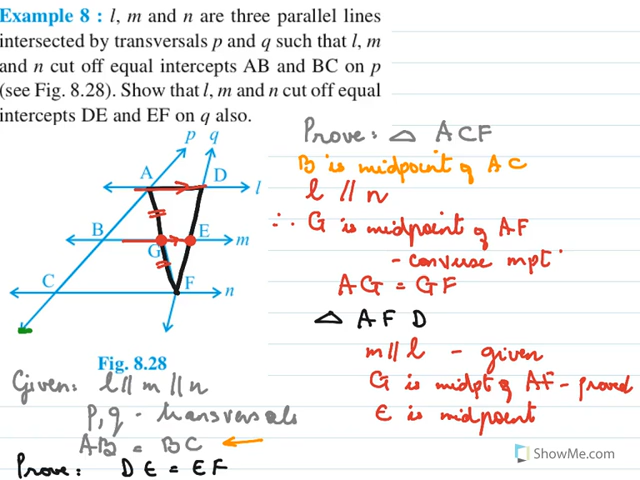 Example 8 : l, m and n are three parallel lines
intersected by transversals p and q such that l, m
and n cut off equal intercepts AB and BC on p
(see Fig. 8.28). Show that l, m and n cut off equal
intercepts DE and EF on q also.
p q
A D l
B E m
G
C F n
Fig. 8.28
Given: l ∥ m ∥ n
P, q - transversals
AB = BC ←
Prove: DE = EF
Prove: △ ACF
B is midpoint of AC
l // n
∴ G is midpoint of AF
- converse mpt
AG = GF
△ AFD
m // l - given
G is midpt of AF - proved
E is midpoint
ShowMe.com